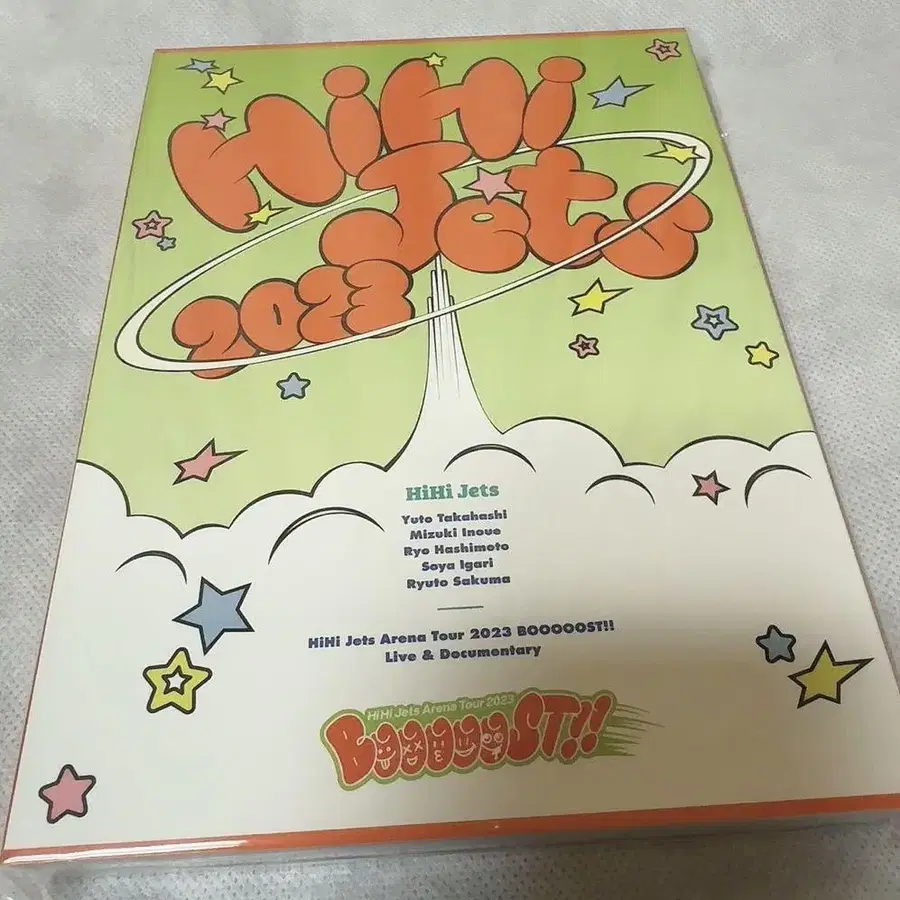 HiHi
Jets
2023
HiHi Jets
Yuto Takahashi
Mizuki Inoue
Ryo Hashimoto
Soya Igari
Ryuto Sakuma
HiHi Jets Arena Tour 2023 BOOOOOST!!
Live & Documentary
HiHi Jets Arena Tour 2023
BOOOOOST!!